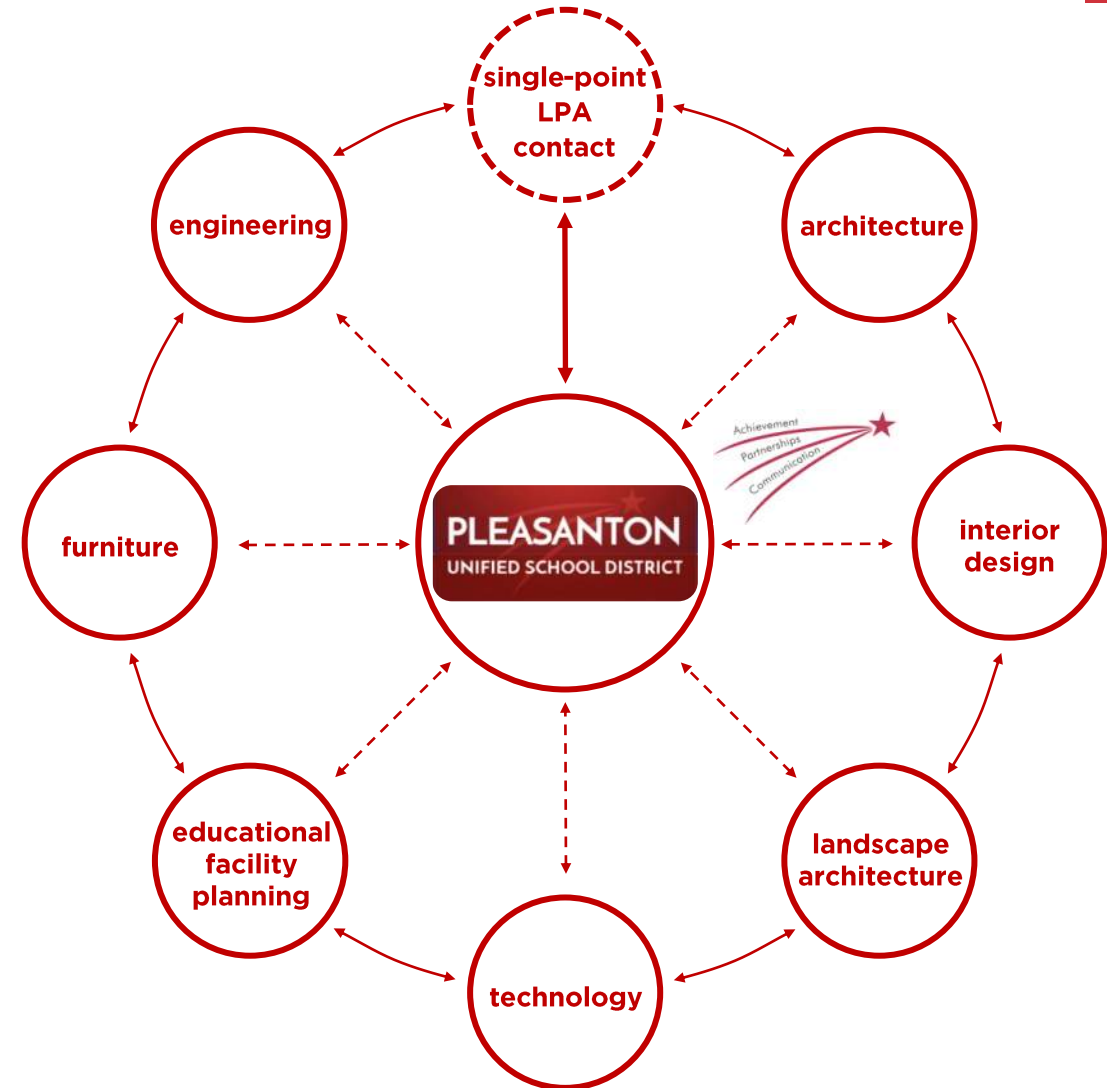 single-point
LPA
contact
engineering
architecture
Achievement
Partnerships
Communication
furniture
PLEASANTON
UNIFIED SCHOOL DISTRICT
interior
design
educational
facility
planning
landscape
architecture
technology